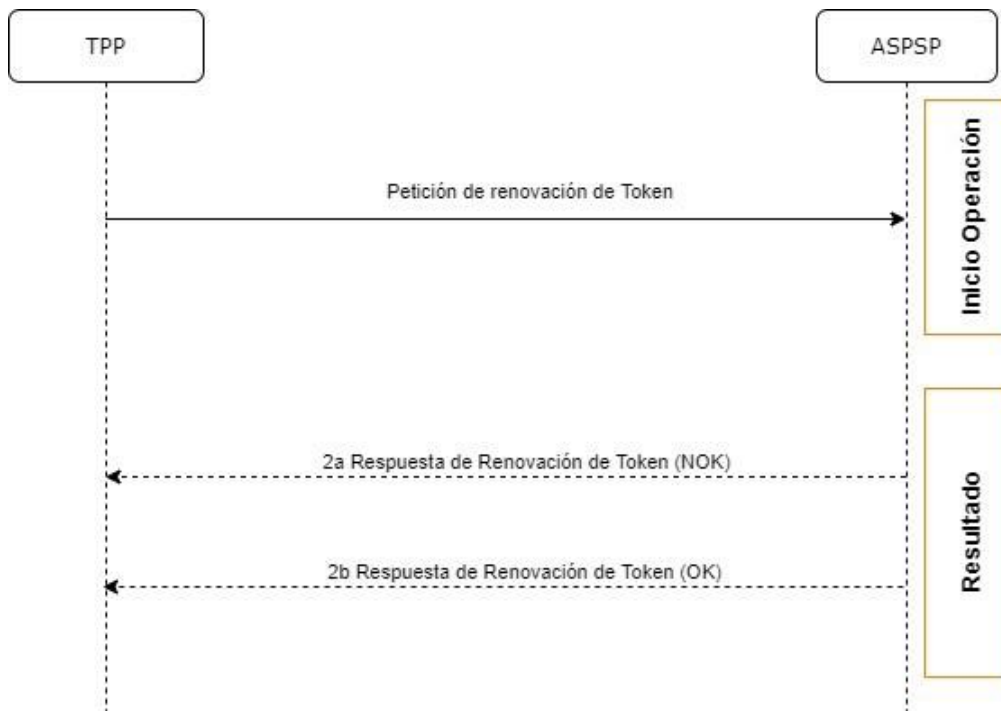 TPP
ASPSP
Petición de renovación de Token
Inicio Operación
2a Respuesta de Renovación de Token (NOK)
2b Respuesta de Renovación de Token (OK)
Resultado